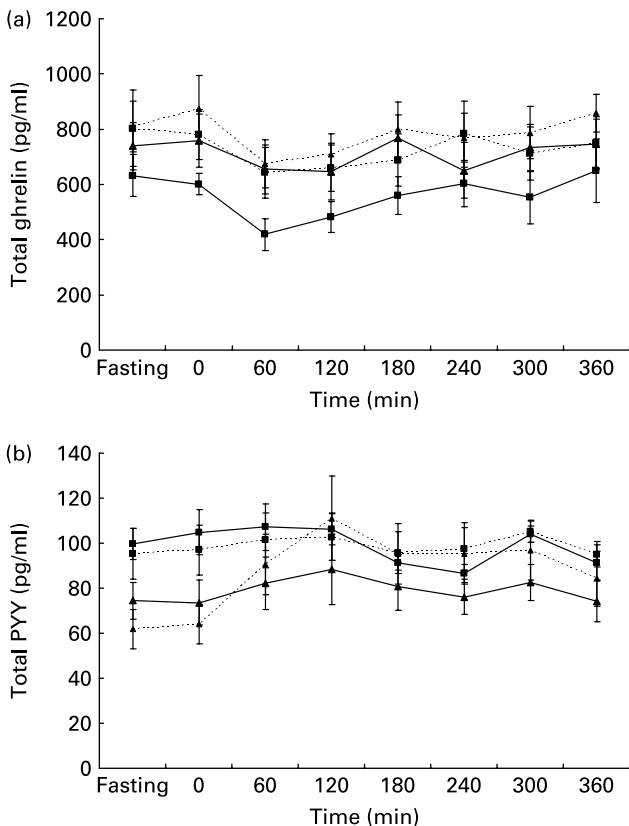 (a)
1200
1000
800
600
400
200
0
Total ghrelin (pg/ml)
Fasting 0 60 120 180 240 300 360
Time (min)
(b)
140
120
100
80
60
40
20
0
Total PYY (pg/ml)
Fasting 0 60 120 180 240 300 360
Time (min)